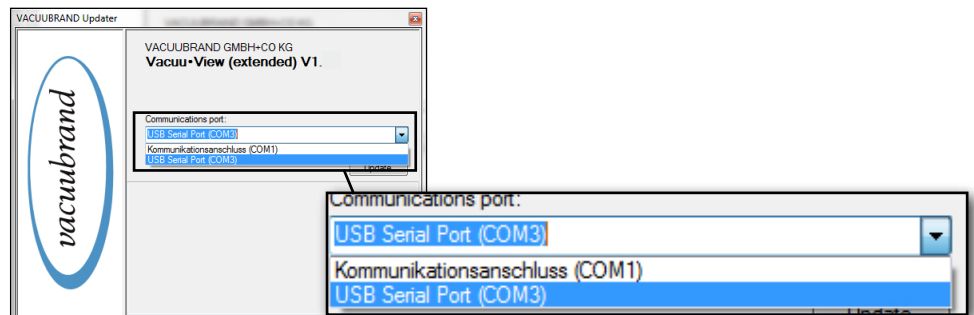 VACUUBRAND Updater
vacuubrand
VACUUBRAND GMBH+CO KG
Vacuu•View (extended) V1.
Communications port:
USB Serial Port (COM3)
Kommunikationsanschluss (COM1)
USB Serial Port (COM3)
Update
Communications port:
USB Serial Port (COM3)
Kommunikationsanschluss (COM1)
USB Serial Port (COM3)
Update